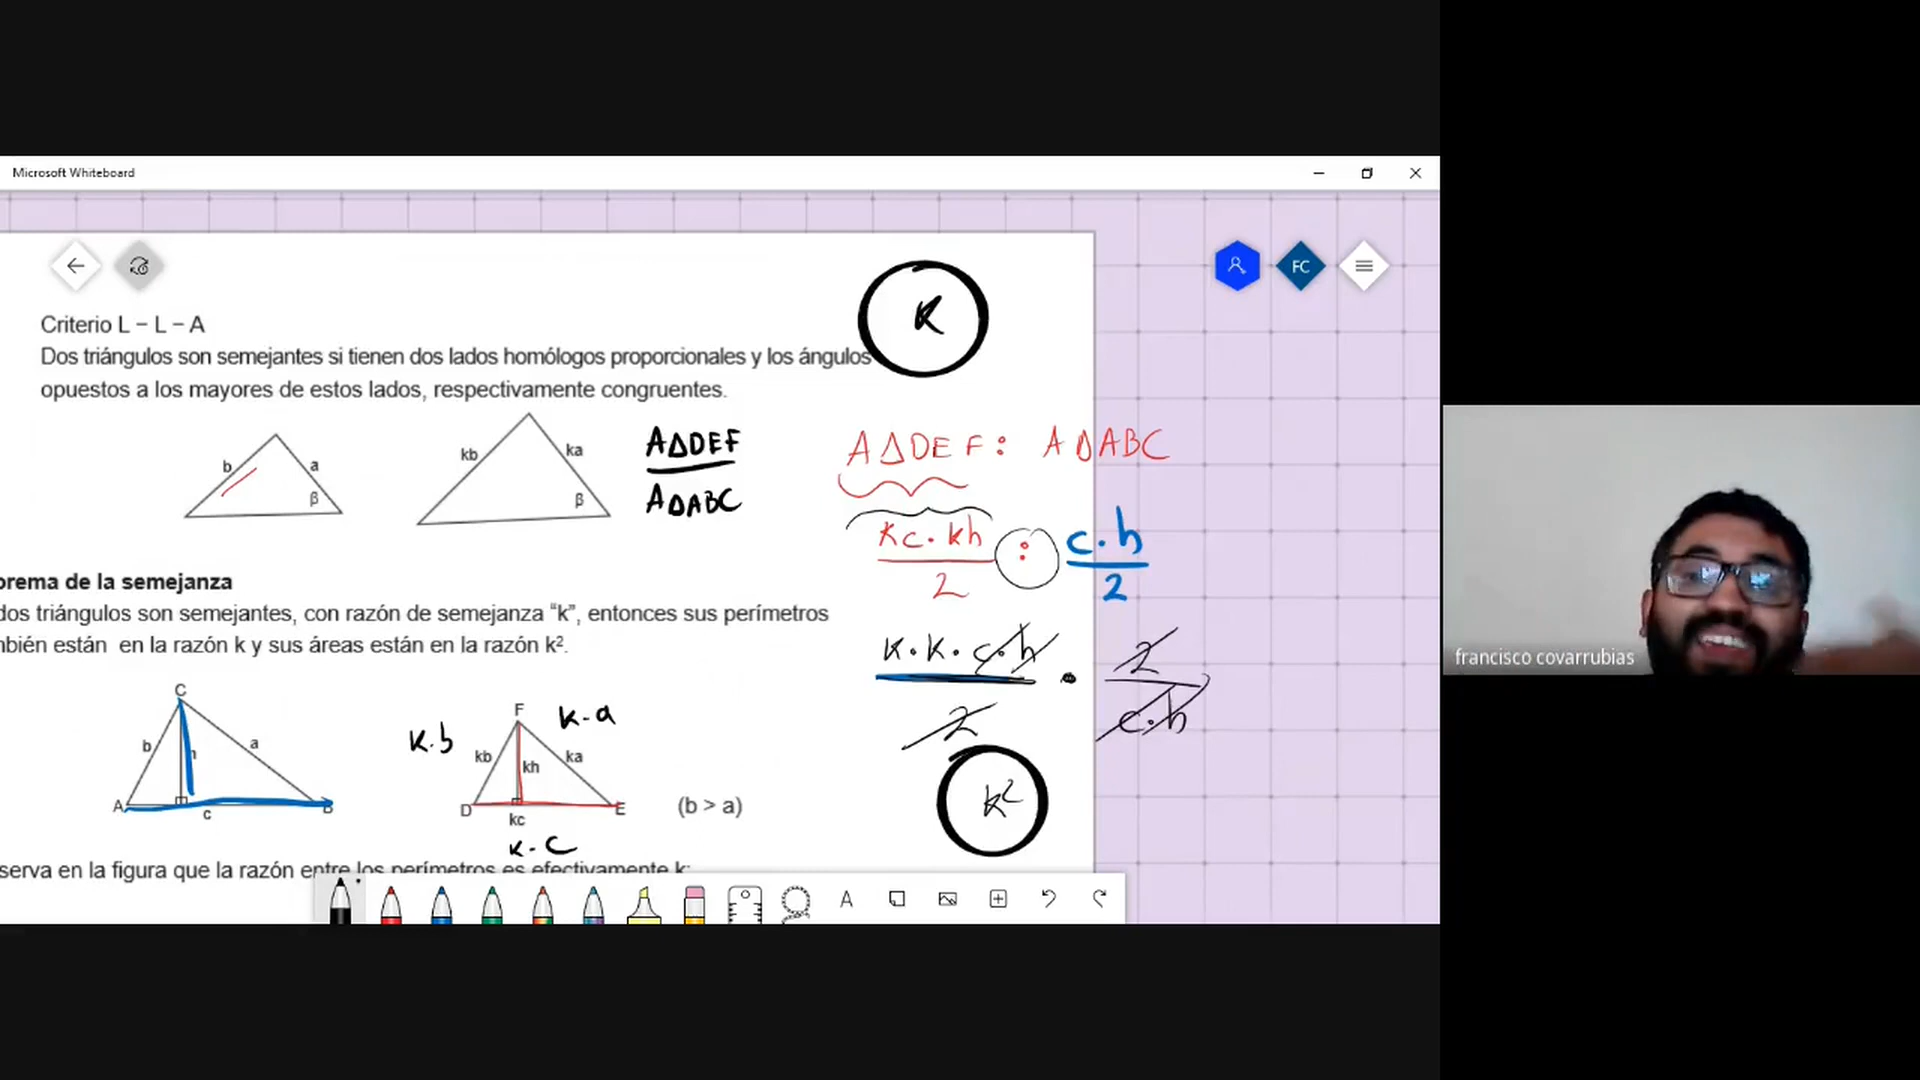 Microsoft Whiteboard
FC
K
Criterio L – L – A
Dos triángulos son semejantes si tienen dos lados homólogos proporcionales y los ángulos
opuestos a los mayores de estos lados, respectivamente congruentes.
b
a
β
kb
ka
β
AΔDEF
AΔABC
AΔDEF : AΔABC
Kc · kh : c·h
2 2
orema de la semejanza
dos triángulos son semejantes, con razón de semejanza “k”, entonces sus perímetros
mbién están en la razón k y sus áreas están en la razón k².
K·K·c·h · 2
2 c·h
C
b
h
a
A
c
B
F
K·a
K·b
kb
kh
ka
D
E
kc
K·C
(b > a)
K²
serva en la figura que la razón entre los perímetros es efectivamente k:
A
francisco covarrubias